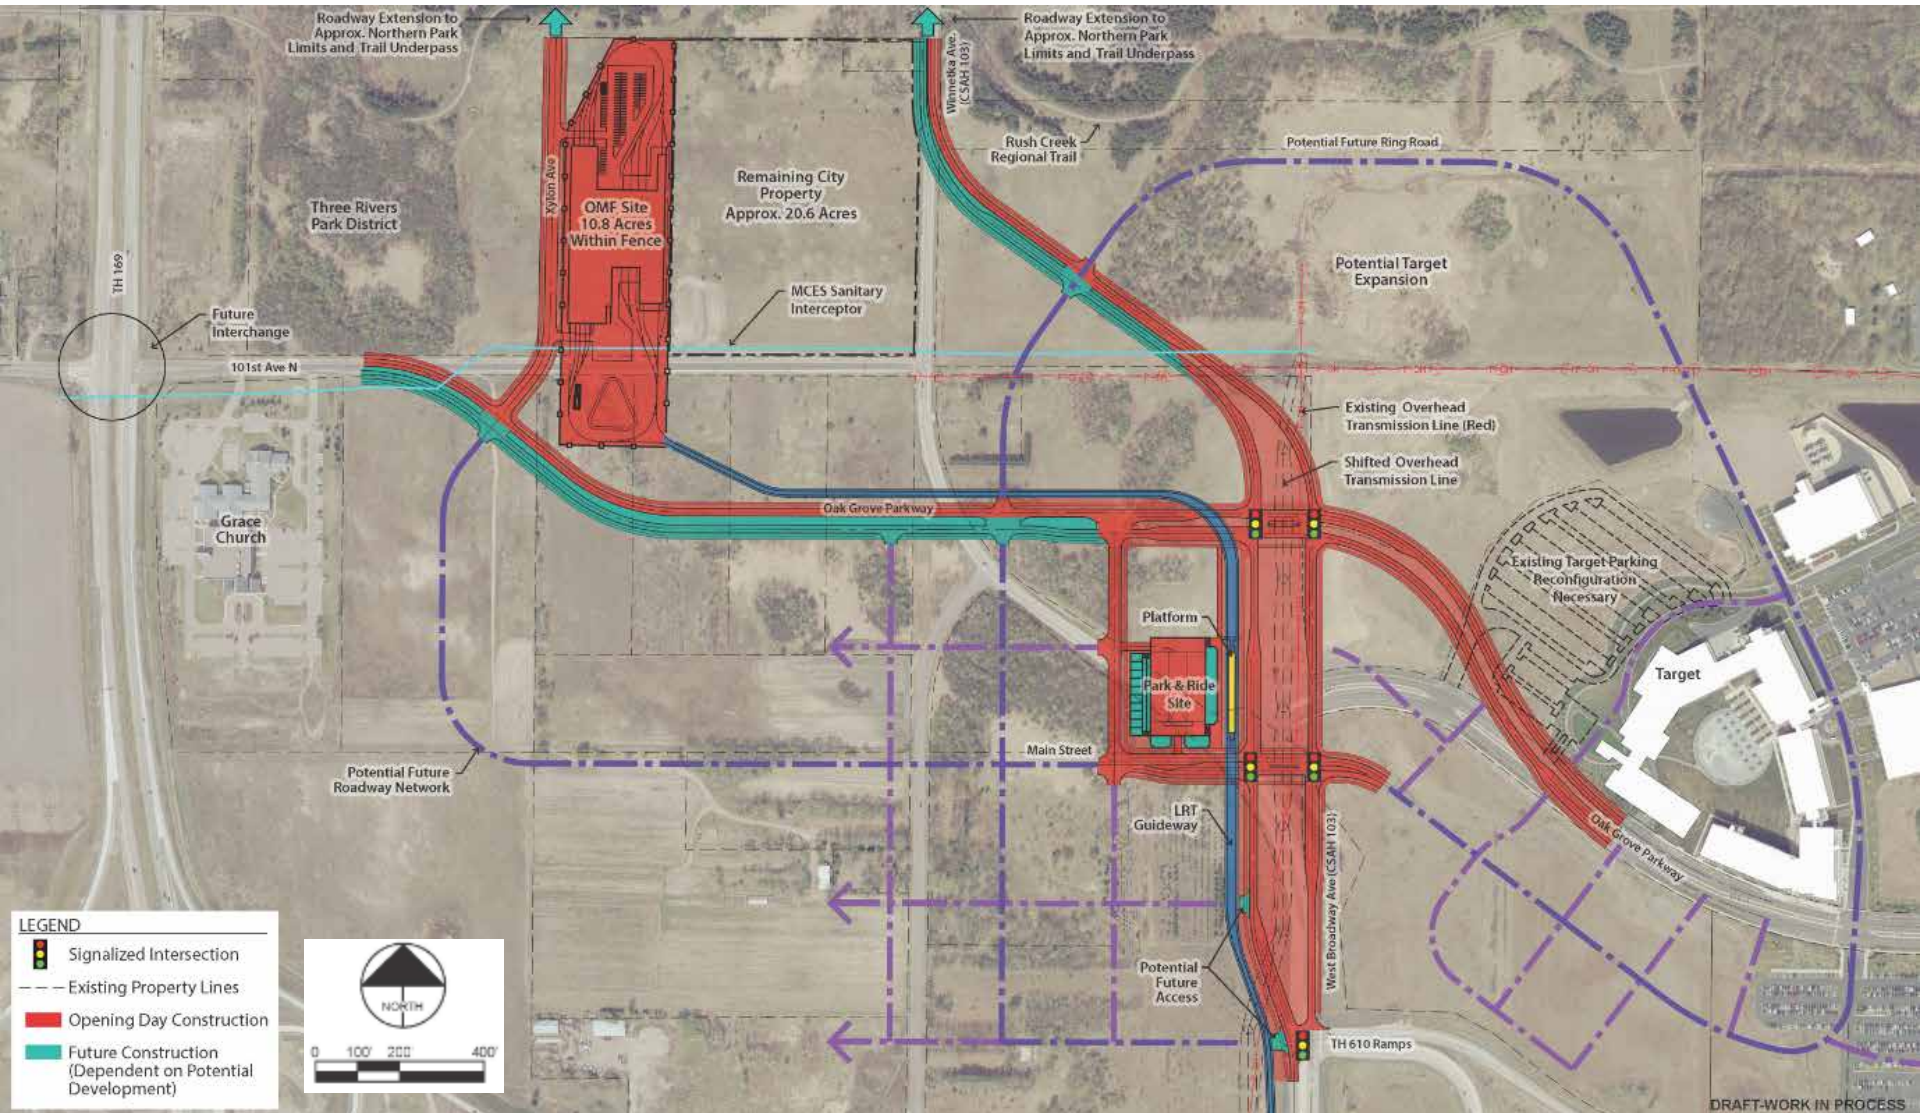 Roadway Extension to
Approx. Northern Park
Limits and Trail Underpass
Roadway Extension to
Approx. Northern Park
Limits and Trail Underpass
Winnetka Ave.
(CSAH 103)
Rush Creek
Regional Trail
Potential Future Ring Road
Xylon Ave
Three Rivers
Park District
OMF Site
10.8 Acres
Within Fence
Remaining City
Property
Approx. 20.6 Acres
TH 169
Potential Target
Expansion
MCES Sanitary
Interceptor
Future
Interchange
101st Ave N
Existing Overhead
Transmission Line (Red)
Shifted Overhead
Transmission Line
Oak Grove Parkway
Grace
Church
Existing Target Parking
Reconfiguration
Necessary
Platform
Park & Ride
Site
Target
Main Street
Potential Future
Roadway Network
LRT
Guideway
Oak Grove Parkway
West Broadway Ave (CSAH 103)
Potential
Future
Access
TH 610 Ramps
LEGEND
Signalized Intersection
Existing Property Lines
Opening Day Construction
Future Construction
(Dependent on Potential
Development)
NORTH
0 100' 200' 400'
DRAFT-WORK IN PROCESS